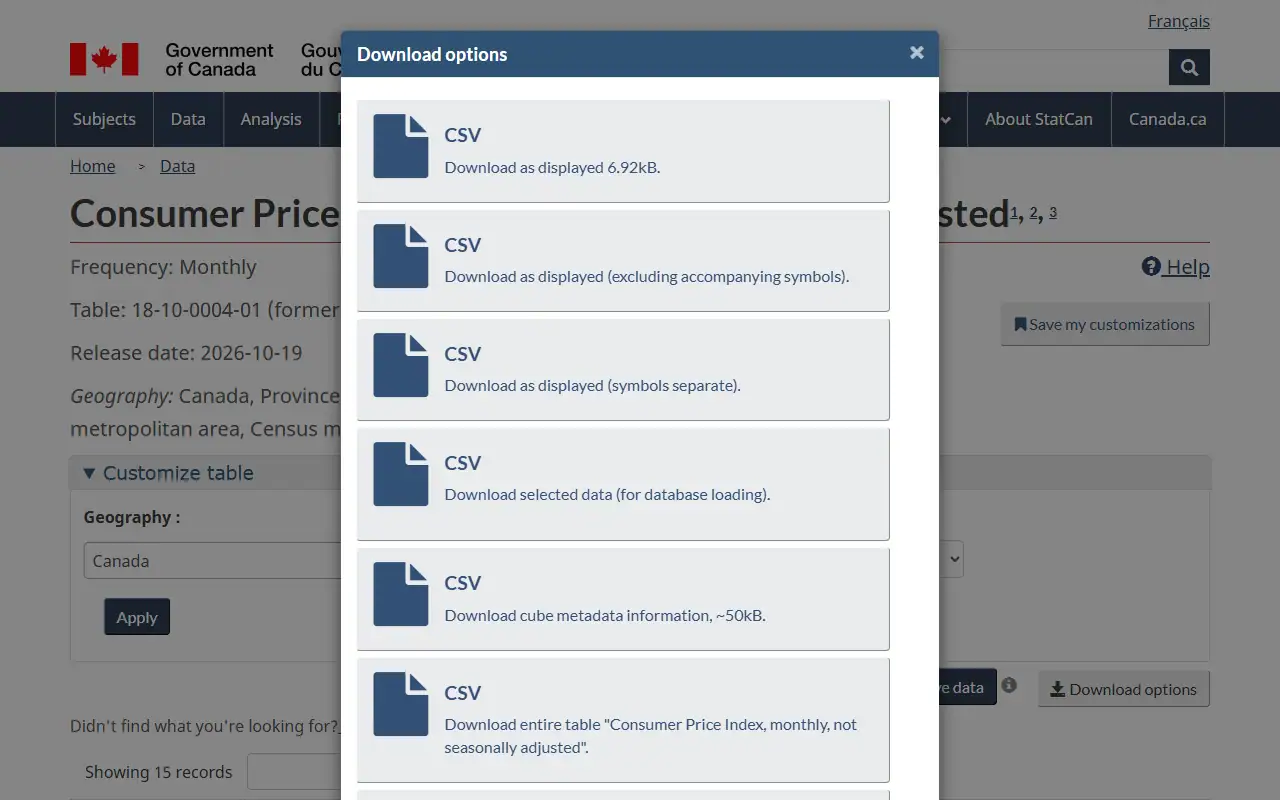 Français
Government
of Canada
Gou
du C
Download options
Subjects
Data
Analysis
About StatCan
Canada.ca
Home > Data
Consumer Price
sted1, 2, 3
Frequency: Monthly
Help
Table: 18-10-0004-01 (former
Save my customizations
Release date: 2026-10-19
Geography: Canada, Province
metropolitan area, Census m
Customize table
Geography :
Canada
Apply
CSV
Download as displayed 6.92kB.
CSV
Download as displayed (excluding accompanying symbols).
CSV
Download as displayed (symbols separate).
CSV
Download selected data (for database loading).
CSV
Download cube metadata information, ~50kB.
CSV
Download entire table "Consumer Price Index, monthly, not
seasonally adjusted".
e data
Download options
Didn't find what you're looking for?
Showing 15 records